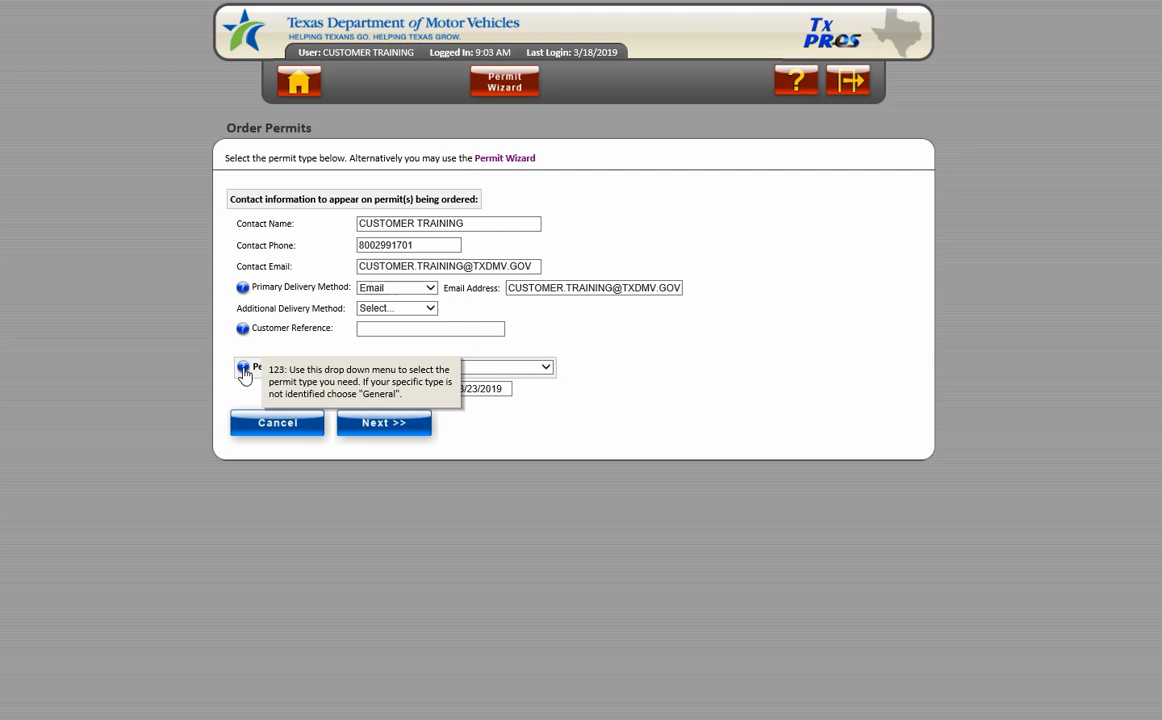 Texas Department of Motor Vehicles
HELPING TEXANS GO. HELPING TEXAS GROW.
Tx
PROS
User: CUSTOMER TRAINING Logged In: 9:03 AM Last Login: 3/18/2019
Permit
Wizard
?
Order Permits
Select the permit type below. Alternatively you may use the Permit Wizard
Contact information to appear on permit(s) being ordered:
Contact Name: CUSTOMER TRAINING
Contact Phone: 8002991701
Contact Email: CUSTOMER.TRAINING@TXDMV.GOV
? Primary Delivery Method: Email Email Address: CUSTOMER.TRAINING@TXDMV.GOV
Additional Delivery Method: Select...
? Customer Reference:
Pe
123: Use this drop down menu to select the
permit type you need. If your specific type is
not identified choose "General".
/23/2019
Cancel Next >>